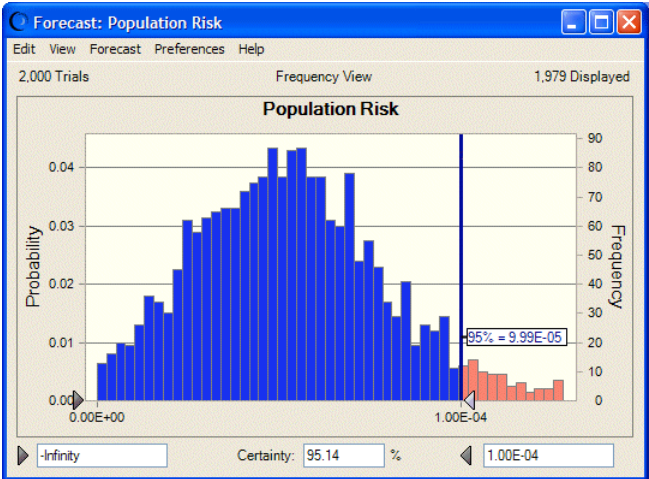 Forecast: Population Risk
Edit View Forecast Preferences Help
2,000 Trials Frequency View 1,979 Displayed
Population Risk
90
0.04 80
70
0.03 60
Probability
50
Frequency
0.02 40
30
0.01 20
95% = 9.99E-05
10
0.00 0
0.00E+00 1.00E-04
-Infinity Certainty: 95.14 % 1.00E-04